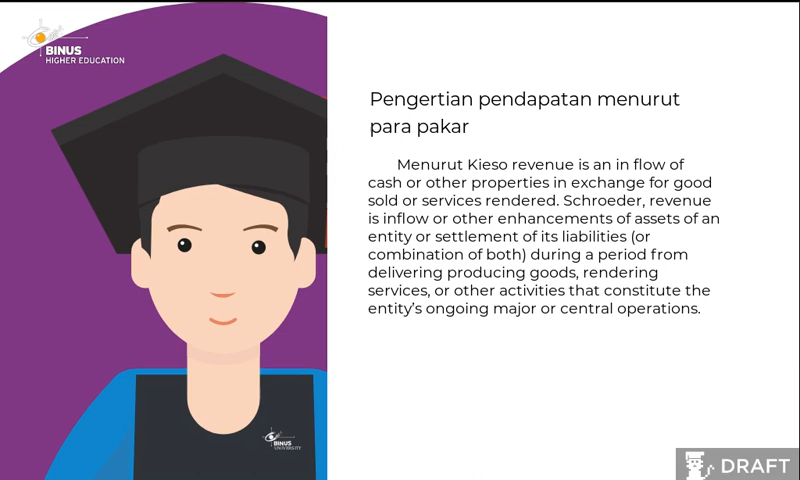 BINUS
HIGHER EDUCATION
Pengertian pendapatan menurut
para pakar
Menurut Kieso revenue is an in flow of
cash or other properties in exchange for good
sold or services rendered. Schroeder, revenue
is inflow or other enhancements of assets of an
entity or settlement of its liabilities (or
combination of both) during a period from
delivering producing goods, rendering
services, or other activities that constitute the
entity’s ongoing major or central operations.
BINUS
UNIVERSITY
DRAFT